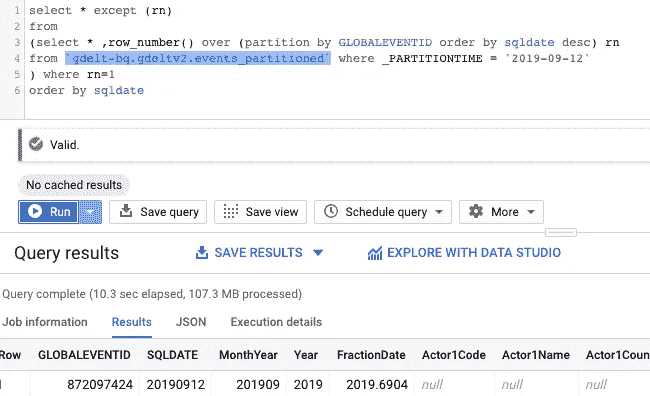 1 select * except (rn)
2 from
3 (select * ,row_number() over (partition by GLOBALEVENTID order by sqldate desc) rn
4 from `gdelt-bq.gdeltv2.events_partitioned` where _PARTITIONTIME = '2019-09-12'
5 ) where rn=1
6 order by sqldate
Valid.
No cached results
Run Save query Save view Schedule query More
Query results SAVE RESULTS EXPLORE WITH DATA STUDIO
Query complete (10.3 sec elapsed, 107.3 MB processed)
Job information Results JSON Execution details
Row GLOBALEVENTID SQLDATE MonthYear Year FractionDate Actor1Code Actor1Name Actor1Coun
1 872097424 20190912 201909 2019 2019.6904 null null null